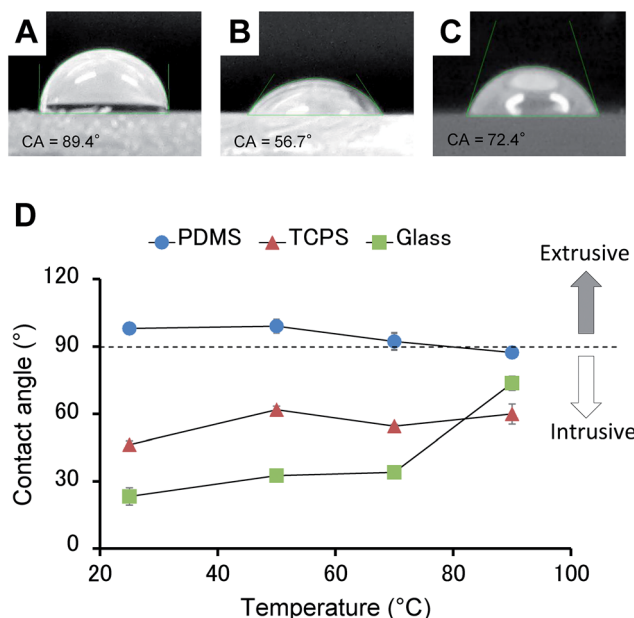 A
B
C
CA = 89.4°
CA = 56.7°
CA = 72.4°
D
PDMS TCPS Glass
Extrusive
Intrusive
Contact angle (°)
120
90
60
30
0
20 40 60 80 100
Temperature (°C)